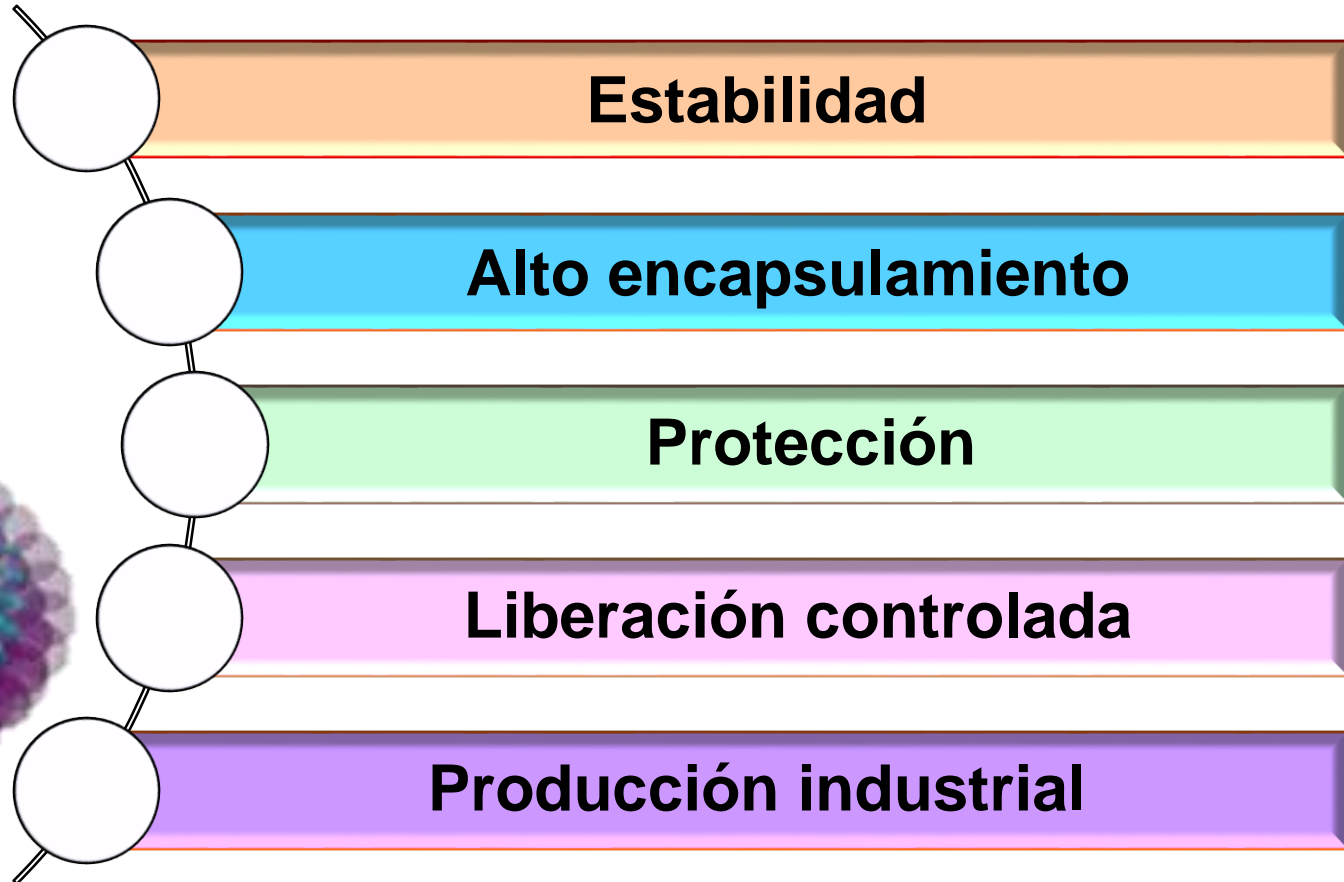 Estabilidad
Alto encapsulamiento
Protección
Liberación controlada
Producción industrial